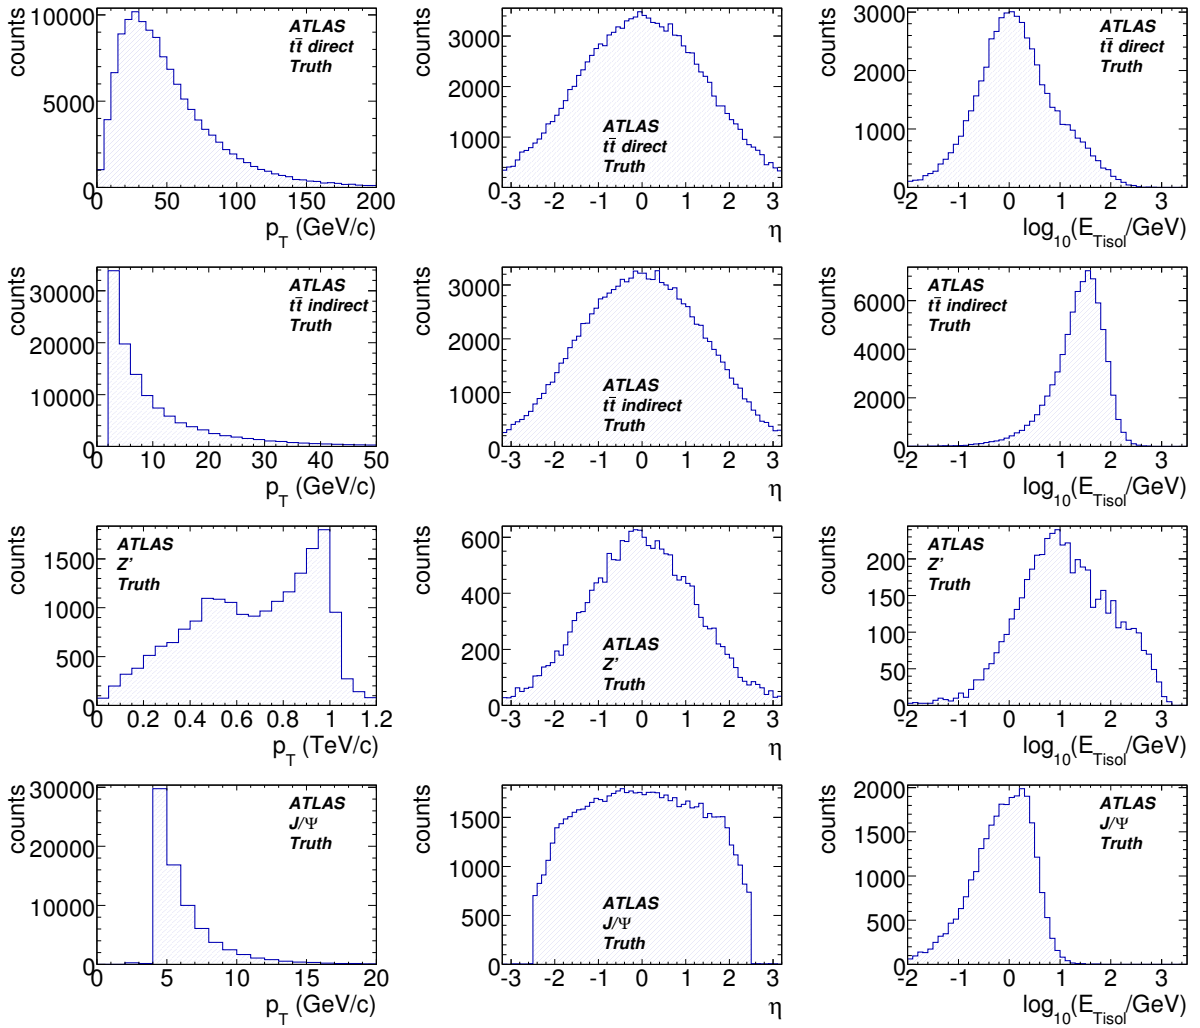 counts
10000
5000
0
0 50 100 150 200
p_T (GeV/c)
ATLAS
tt̄ direct
Truth
counts
3000
2000
1000
0
-3 -2 -1 0 1 2 3
η
ATLAS
tt̄ direct
Truth
counts
3000
2000
1000
0
-2 -1 0 1 2 3
log₁₀(E_Tisol/GeV)
ATLAS
tt̄ direct
Truth
counts
30000
20000
10000
0
0 10 20 30 40 50
p_T (GeV/c)
ATLAS
tt̄ indirect
Truth
counts
3000
2000
1000
0
-3 -2 -1 0 1 2 3
η
ATLAS
tt̄ indirect
Truth
counts
6000
4000
2000
0
-2 -1 0 1 2 3
log₁₀(E_Tisol/GeV)
ATLAS
tt̄ indirect
Truth
counts
1500
1000
500
0
0 0.2 0.4 0.6 0.8 1 1.2
p_T (TeV/c)
ATLAS
Z'
Truth
counts
600
400
200
0
-3 -2 -1 0 1 2 3
η
ATLAS
Z'
Truth
counts
200
150
100
50
0
-2 -1 0 1 2 3
log₁₀(E_Tisol/GeV)
ATLAS
Z'
Truth
counts
30000
20000
10000
0
0 5 10 15 20
p_T (GeV/c)
ATLAS
J/Ψ
Truth
counts
1500
1000
500
0
-3 -2 -1 0 1 2 3
η
ATLAS
J/Ψ
Truth
counts
2000
1500
1000
500
0
-2 -1 0 1 2 3
log₁₀(E_Tisol/GeV)
ATLAS
J/Ψ
Truth